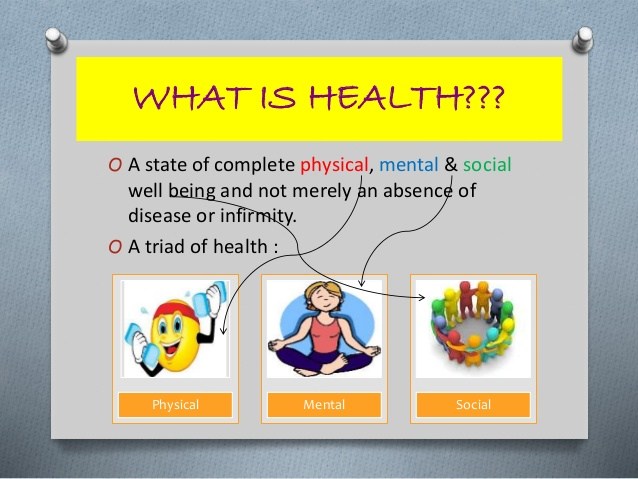 WHAT IS HEALTH???
O A state of complete physical, mental & social
well being and not merely an absence of
disease or infirmity.
O A triad of health :
Physical
Mental
Social